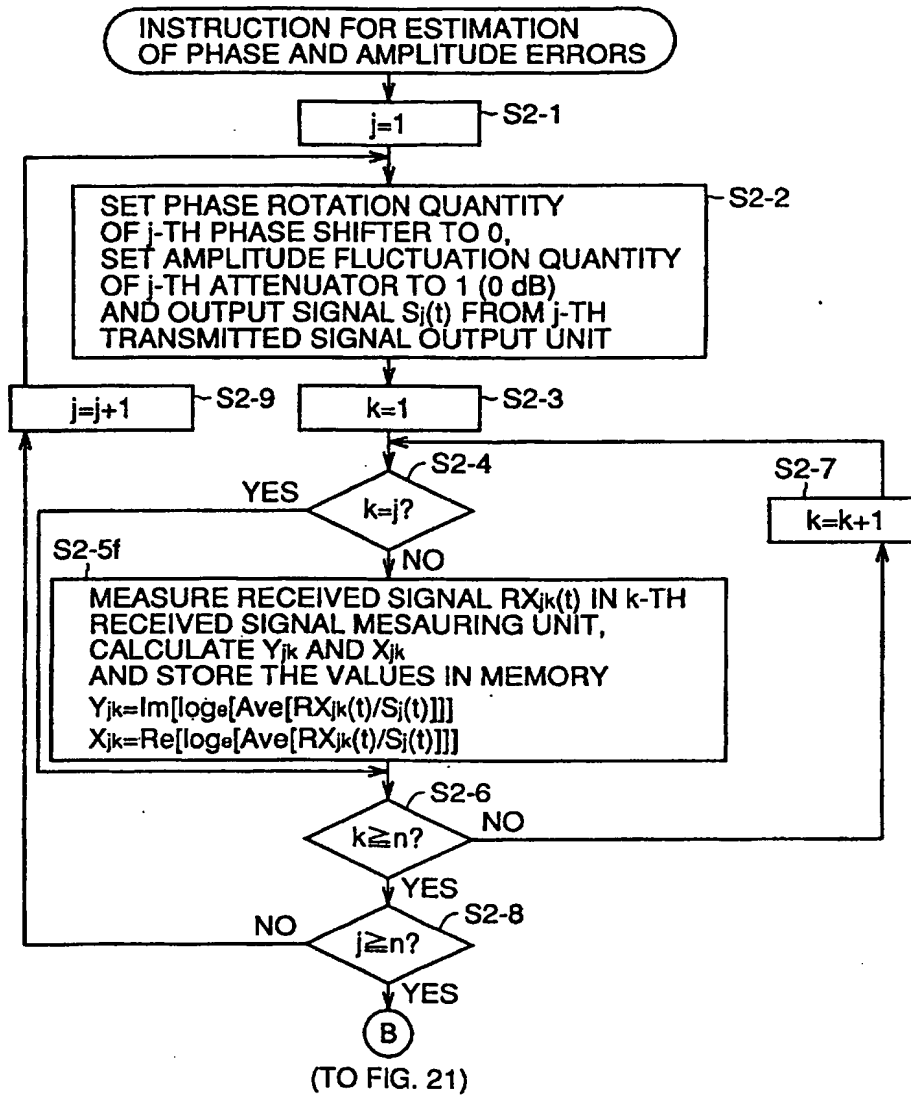 INSTRUCTION FOR ESTIMATION
OF PHASE AND AMPLITUDE ERRORS
j=1
S2-1
SET PHASE ROTATION QUANTITY
OF j-TH PHASE SHIFTER TO 0,
SET AMPLITUDE FLUCTUATION QUANTITY
OF j-TH ATTENUATOR TO 1 (0 dB)
AND OUTPUT SIGNAL Sj(t) FROM j-TH
TRANSMITTED SIGNAL OUTPUT UNIT
S2-2
j=j+1
S2-9
k=1
S2-3
S2-4
k=j?
YES
NO
S2-7
k=k+1
S2-5f
MEASURE RECEIVED SIGNAL RXjk(t) IN k-TH
RECEIVED SIGNAL MESAURING UNIT,
CALCULATE Yjk AND Xjk
AND STORE THE VALUES IN MEMORY
Yjk=Im[loge[Ave[RXjk(t)/Sj(t)]]]
Xjk=Re[loge[Ave[RXjk(t)/Sj(t)]]]
S2-6
k≧n?
NO
YES
S2-8
NO
j≧n?
YES
B
(TO FIG. 21)